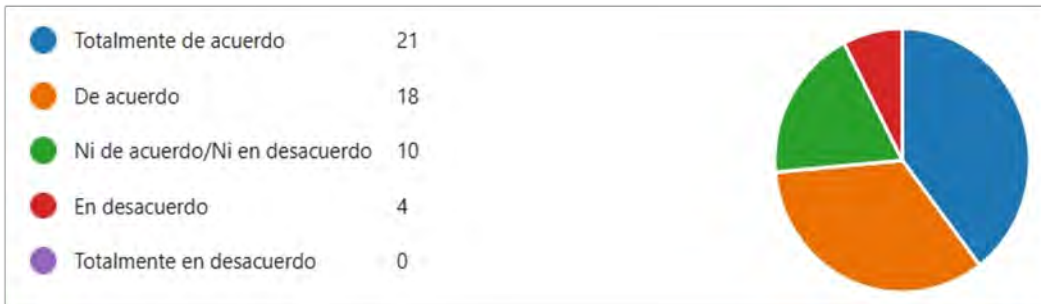 Totalmente de acuerdo 21
De acuerdo 18
Ni de acuerdo/Ni en desacuerdo 10
En desacuerdo 4
Totalmente en desacuerdo 0